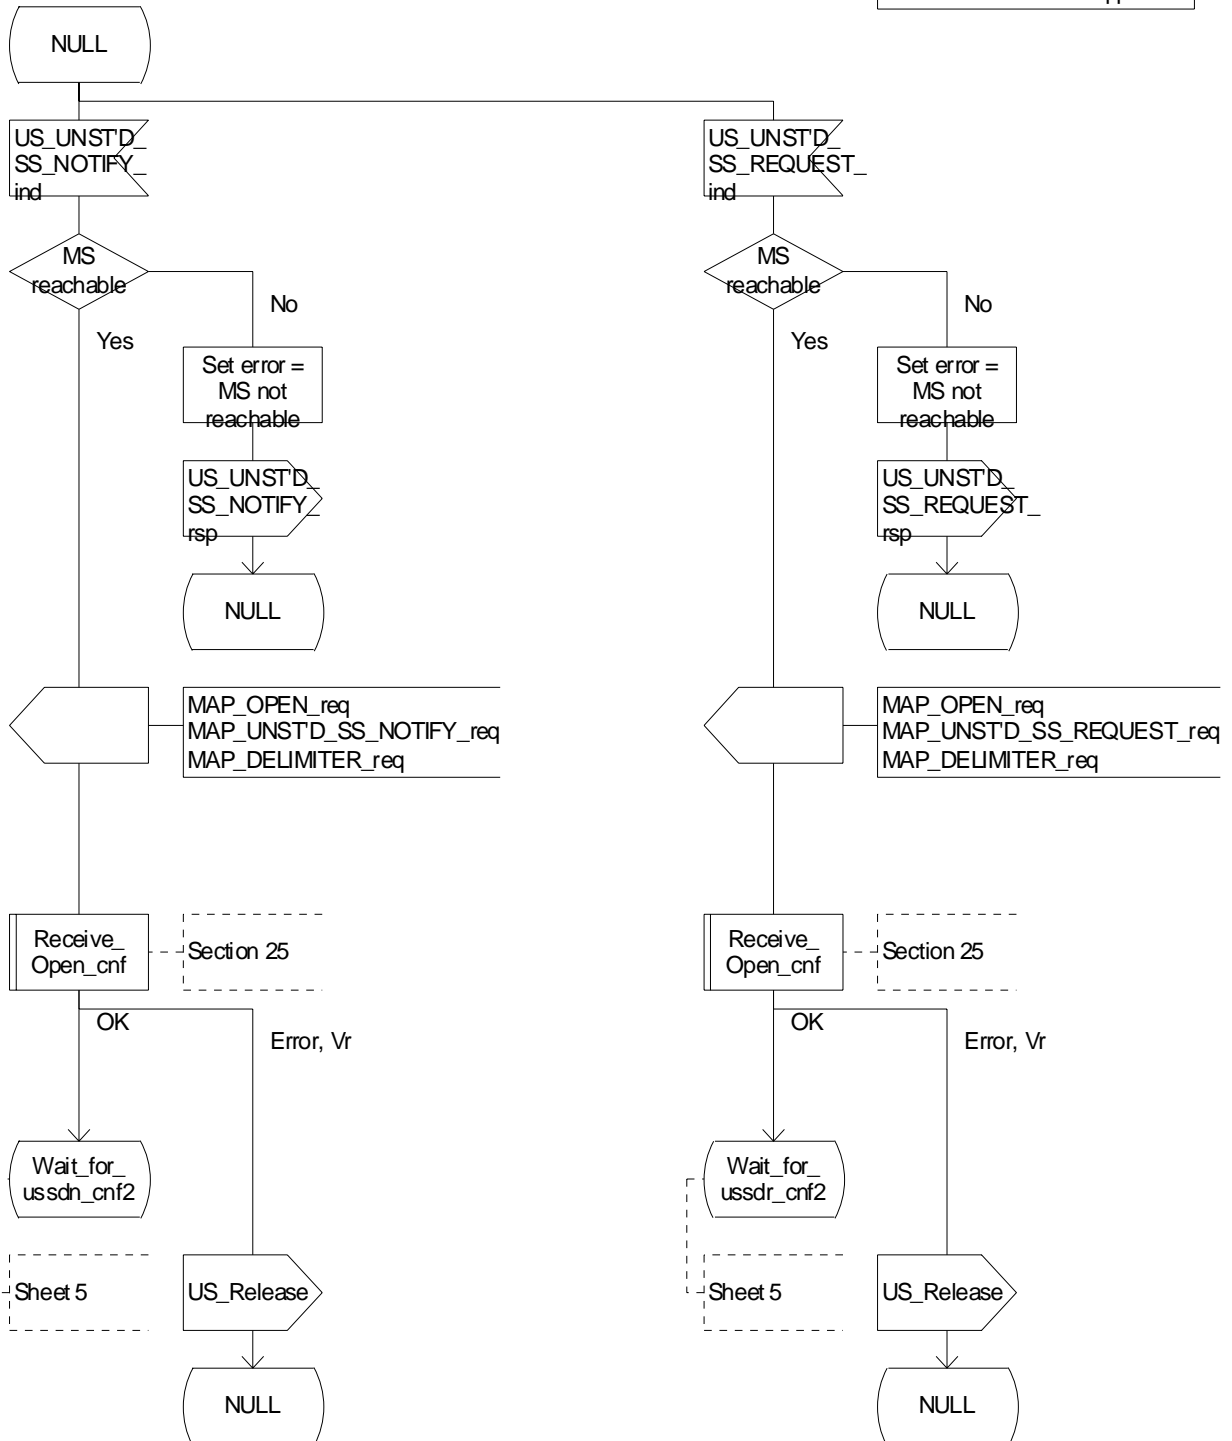 NULL
US_UNST'D_
SS_NOTIFY_
ind
US_UNST'D_
SS_REQUEST_
ind
MS
reachable
MS
reachable
No
No
Yes
Yes
Set error =
MS not
reachable
Set error =
MS not
reachable
US_UNST'D_
SS_NOTIFY_
rsp
US_UNST'D_
SS_REQUEST_
rsp
NULL
NULL
MAP_OPEN_req
MAP_UNST'D_SS_NOTIFY_req
MAP_DELIMITER_req
MAP_OPEN_req
MAP_UNST'D_SS_REQUEST_req
MAP_DELIMITER_req
Receive_
Open_cnf
Section 25
Receive_
Open_cnf
Section 25
OK
Error, Vr
OK
Error, Vr
Wait_for_
ussdn_cnf2
Wait_for_
ussdr_cnf2
Sheet 5
US_Release
Sheet 5
US_Release
NULL
NULL